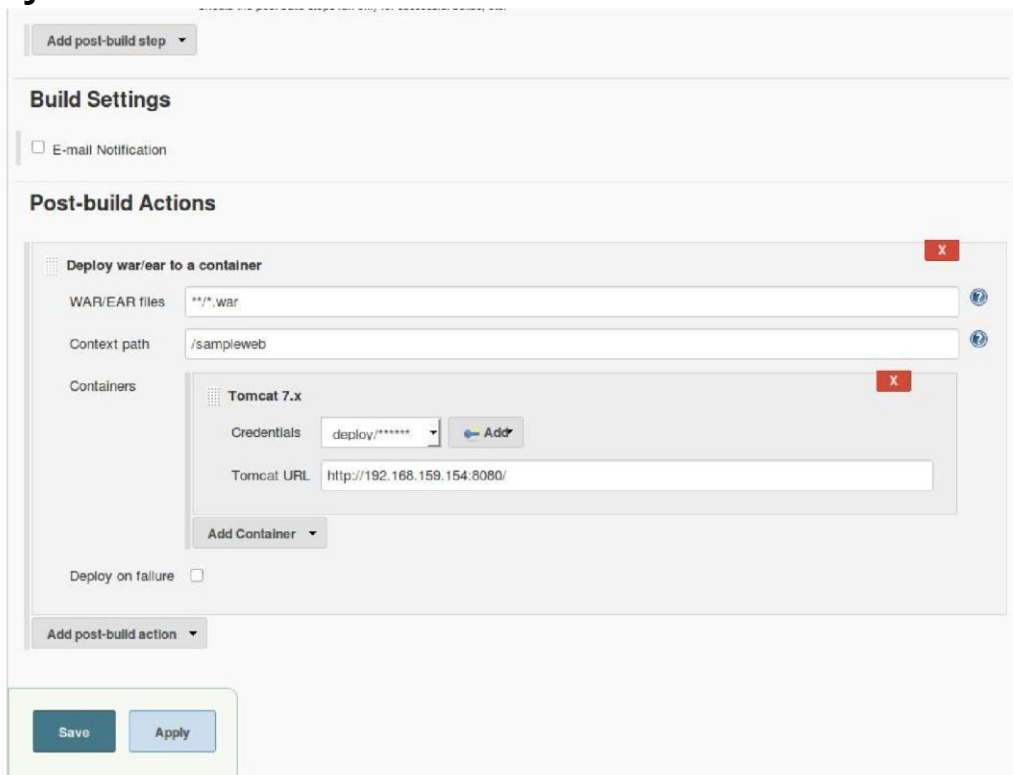 Add post-build step
Build Settings
E-mail Notification
Post-build Actions
X
Deploy war/ear to a container
WAR/EAR files **/*.war
Context path /sampleweb
Containers
X
Tomcat 7.x
Credentials deploy/****** Add
Tomcat URL http://192.168.159.154:8080/
Add Container
Deploy on failure
Add post-build action
Save Apply